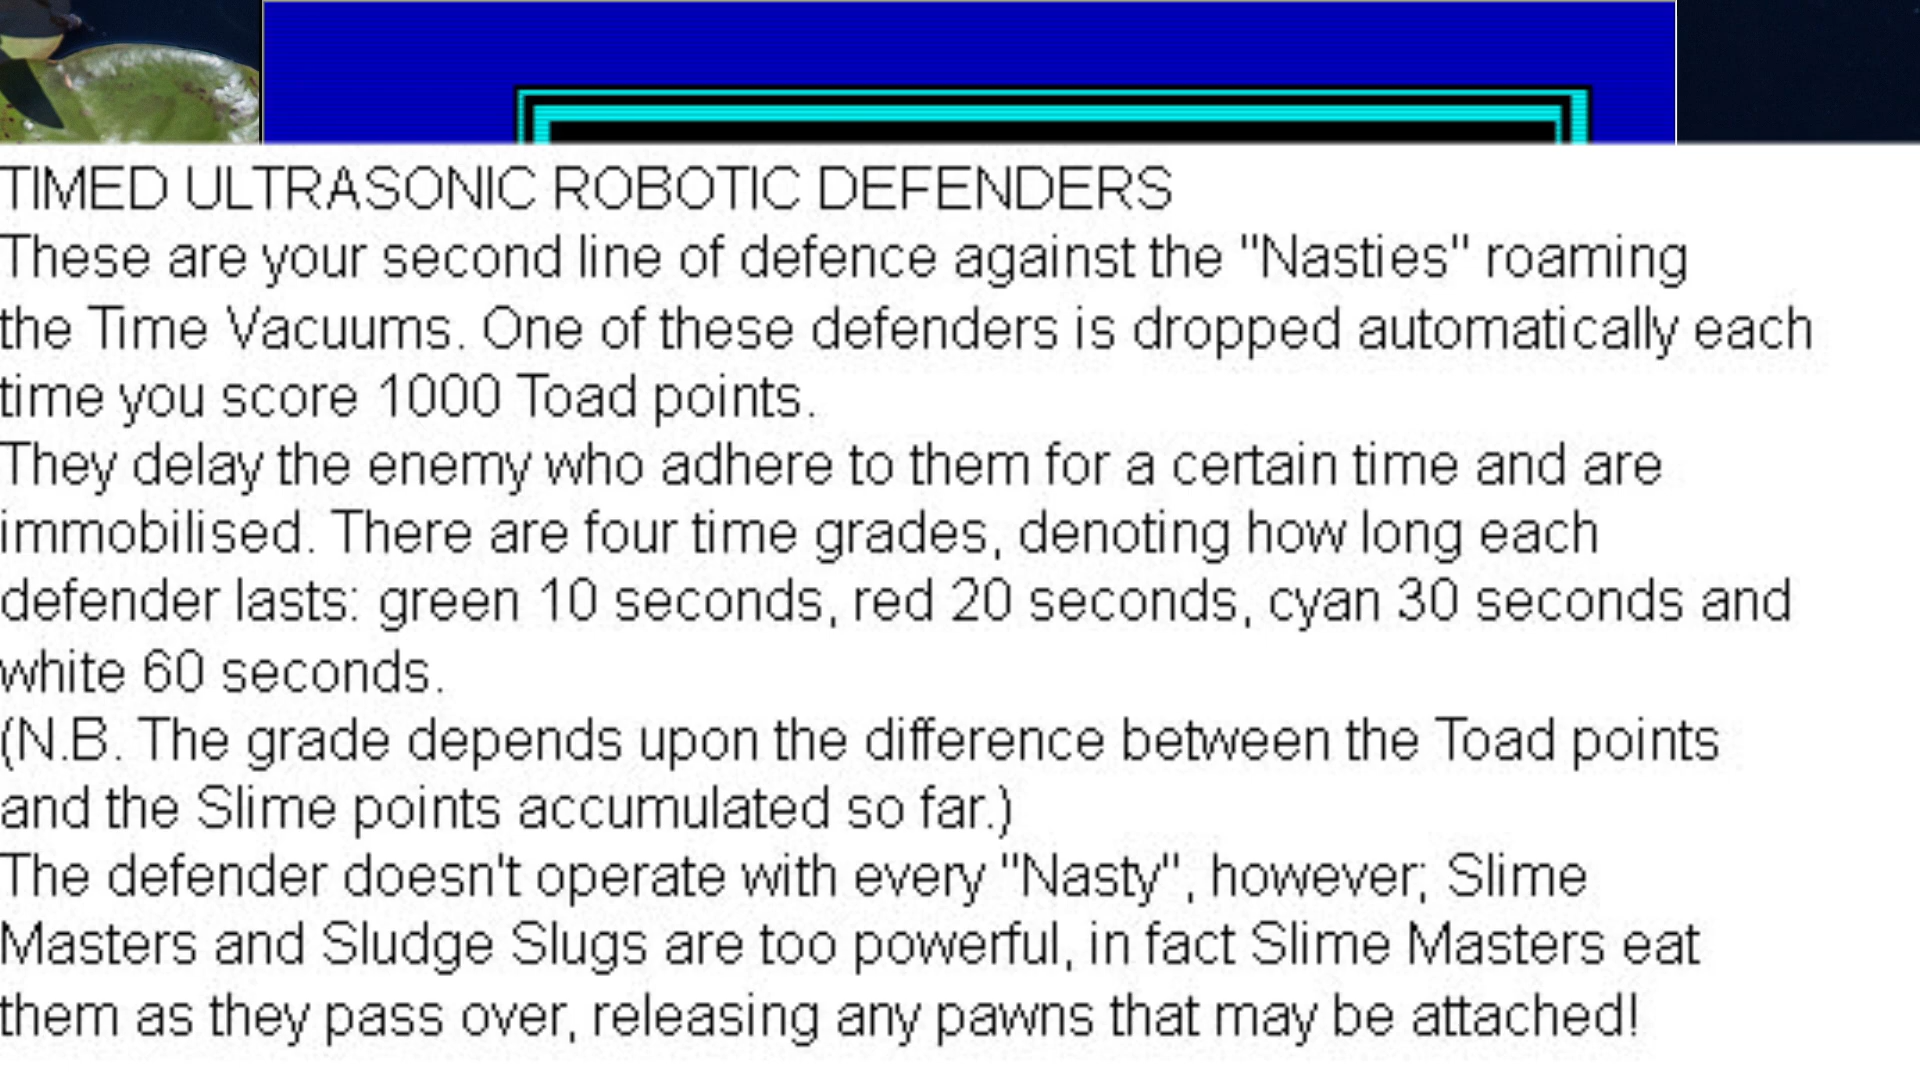 TIMED ULTRASONIC ROBOTIC DEFENDERS
These are your second line of defence against the "Nasties" roaming
the Time Vacuums. One of these defenders is dropped automatically each
time you score 1000 Toad points.
They delay the enemy who adhere to them for a certain time and are
immobilised. There are four time grades, denoting how long each
defender lasts: green 10 seconds, red 20 seconds, cyan 30 seconds and
white 60 seconds.
(N.B. The grade depends upon the difference between the Toad points
and the Slime points accumulated so far.)
The defender doesn't operate with every "Nasty", however; Slime
Masters and Sludge Slugs are too powerful, in fact Slime Masters eat
them as they pass over, releasing any pawns that may be attached!